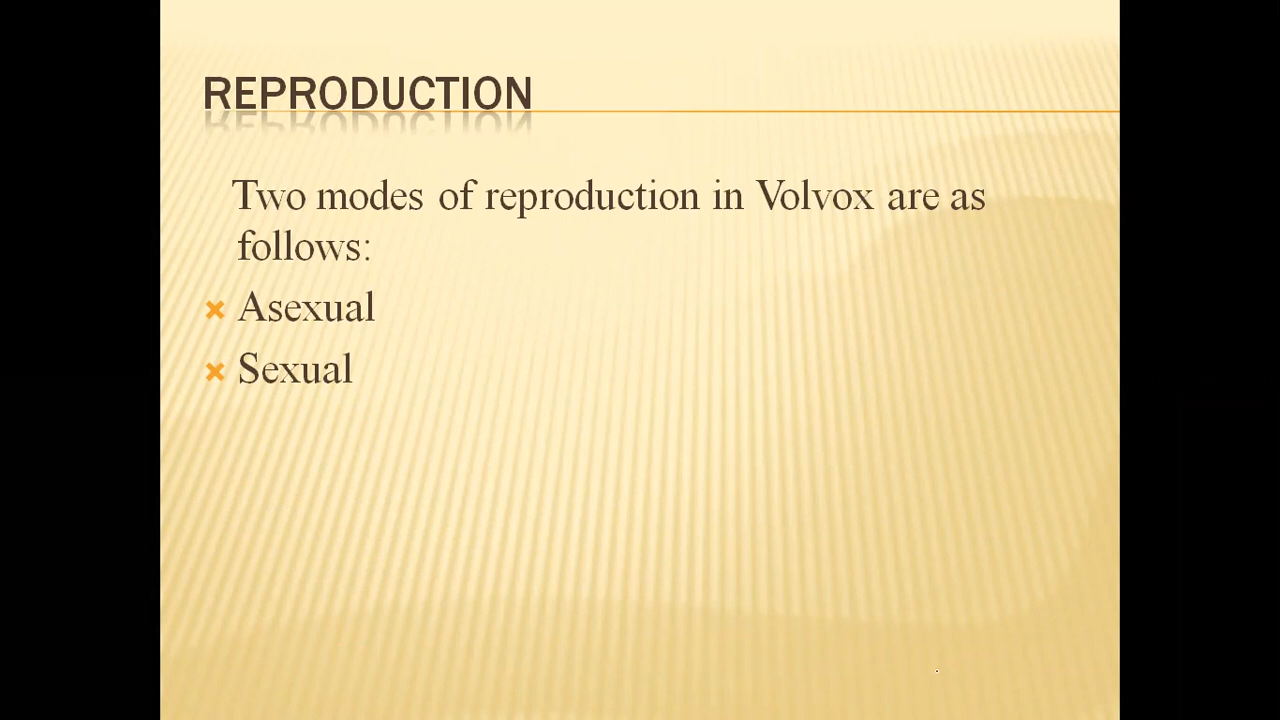 REPRODUCTION
Two modes of reproduction in Volvox are as
follows:
Asexual
Sexual